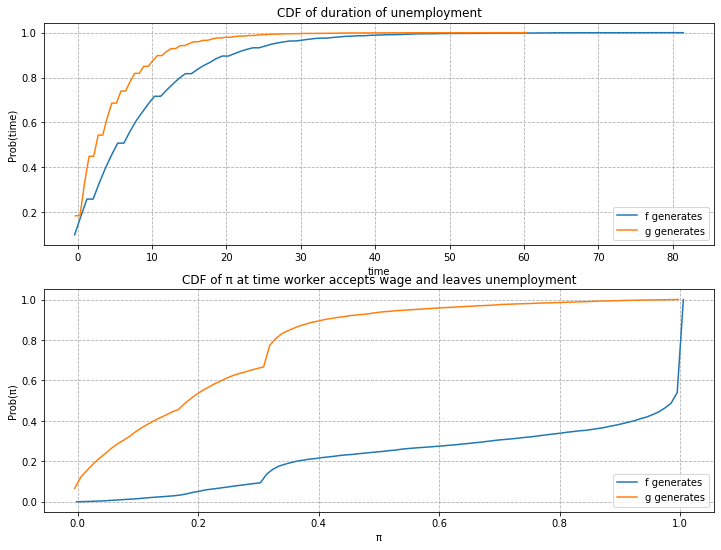 CDF of duration of unemployment
1.0
0.8
0.6
0.4
0.2
Prob(time)
0 10 20 30 40 50 60 70 80
time
f generates
g generates
CDF of π at time worker accepts wage and leaves unemployment
1.0
0.8
0.6
0.4
0.2
0.0
Prob(π)
0.0 0.2 0.4 0.6 0.8 1.0
π
f generates
g generates